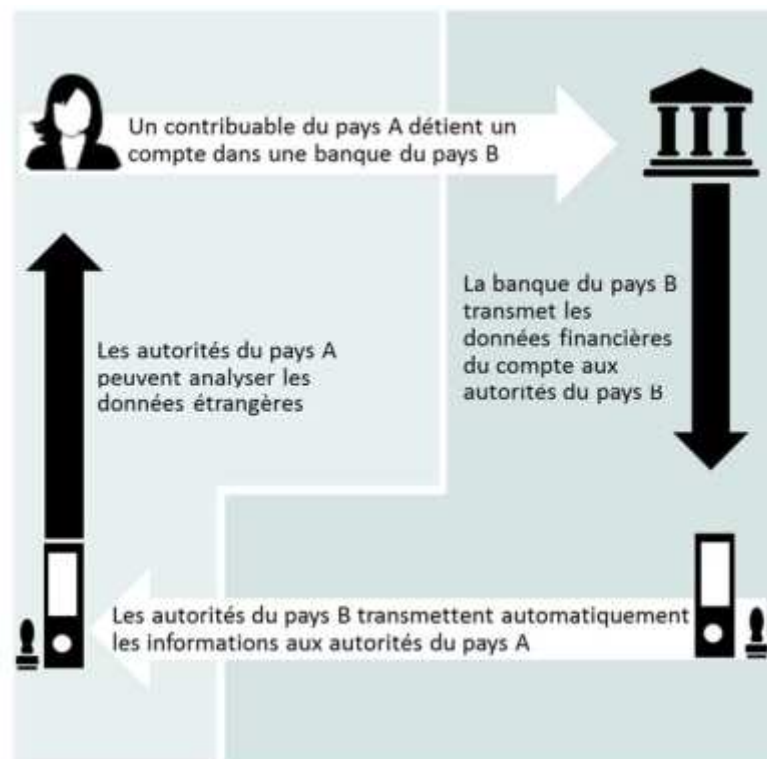 Un contribuable du pays A détient un
compte dans une banque du pays B
La banque du pays B
transmet les
données financières
du compte aux
autorités du pays B
Les autorités du pays B transmettent automatiquement
les informations aux autorités du pays A
Les autorités du pays A
peuvent analyser les
données étrangères